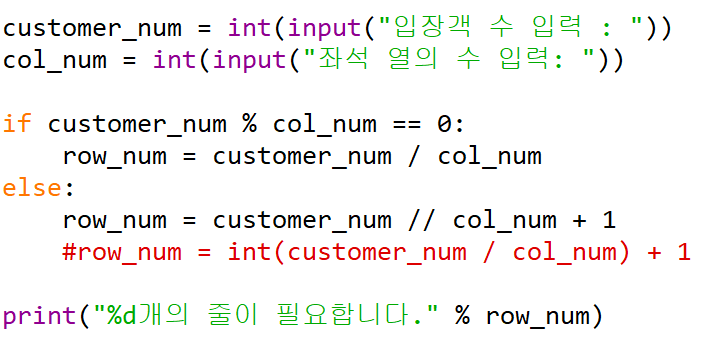 customer_num = int(input("입장객 수 입력 : "))
col_num = int(input("좌석 열의 수 입력: "))
if customer_num % col_num == 0:
row_num = customer_num / col_num
else:
row_num = customer_num // col_num + 1
#row_num = int(customer_num / col_num) + 1
print("%d개의 줄이 필요합니다." % row_num)